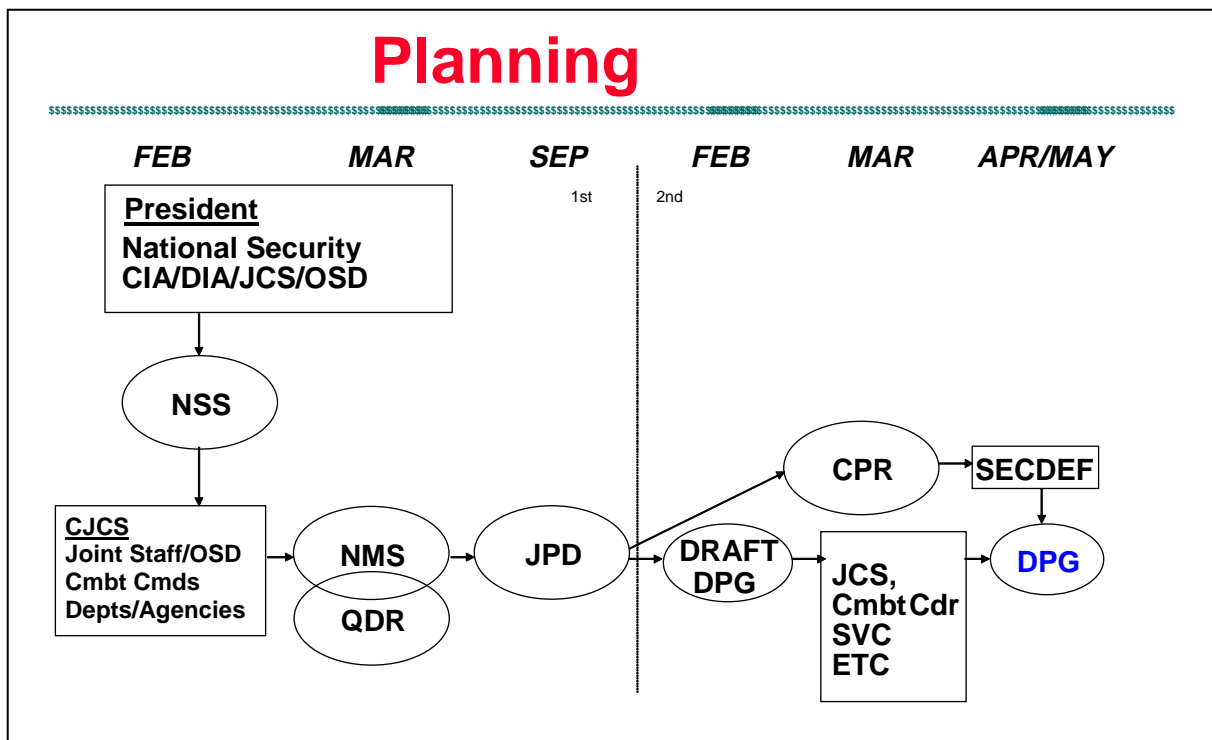 Planning
$$$$$$$$$$$$$$$$$$$$$$$$$$$$$$$$$$$$$$$$$$$$$$$$$$$$$$$$$$$$$$$$$$$$$$$$$$$$$$$$$$$$$$$$$$$$$$$$$$$$$$$$$$$$$$$$$$$$$$$$$$$$$$$$$$$$$$$$$$$$$$$$$$$$$$$$$$$$$$$$$$$$$$$$$$$$$$$$$$$$$$$$$$$$
FEB MAR SEP FEB MAR APR/MAY
1st 2nd
President
National Security
CIA/DIA/JCS/OSD
NSS
CJCS
Joint Staff/OSD
Cmbt Cmds
Depts/Agencies
NMS
QDR
JPD
CPR
SECDEF
DRAFT
DPG
JCS,
Cmbt Cdr
SVC
ETC
DPG